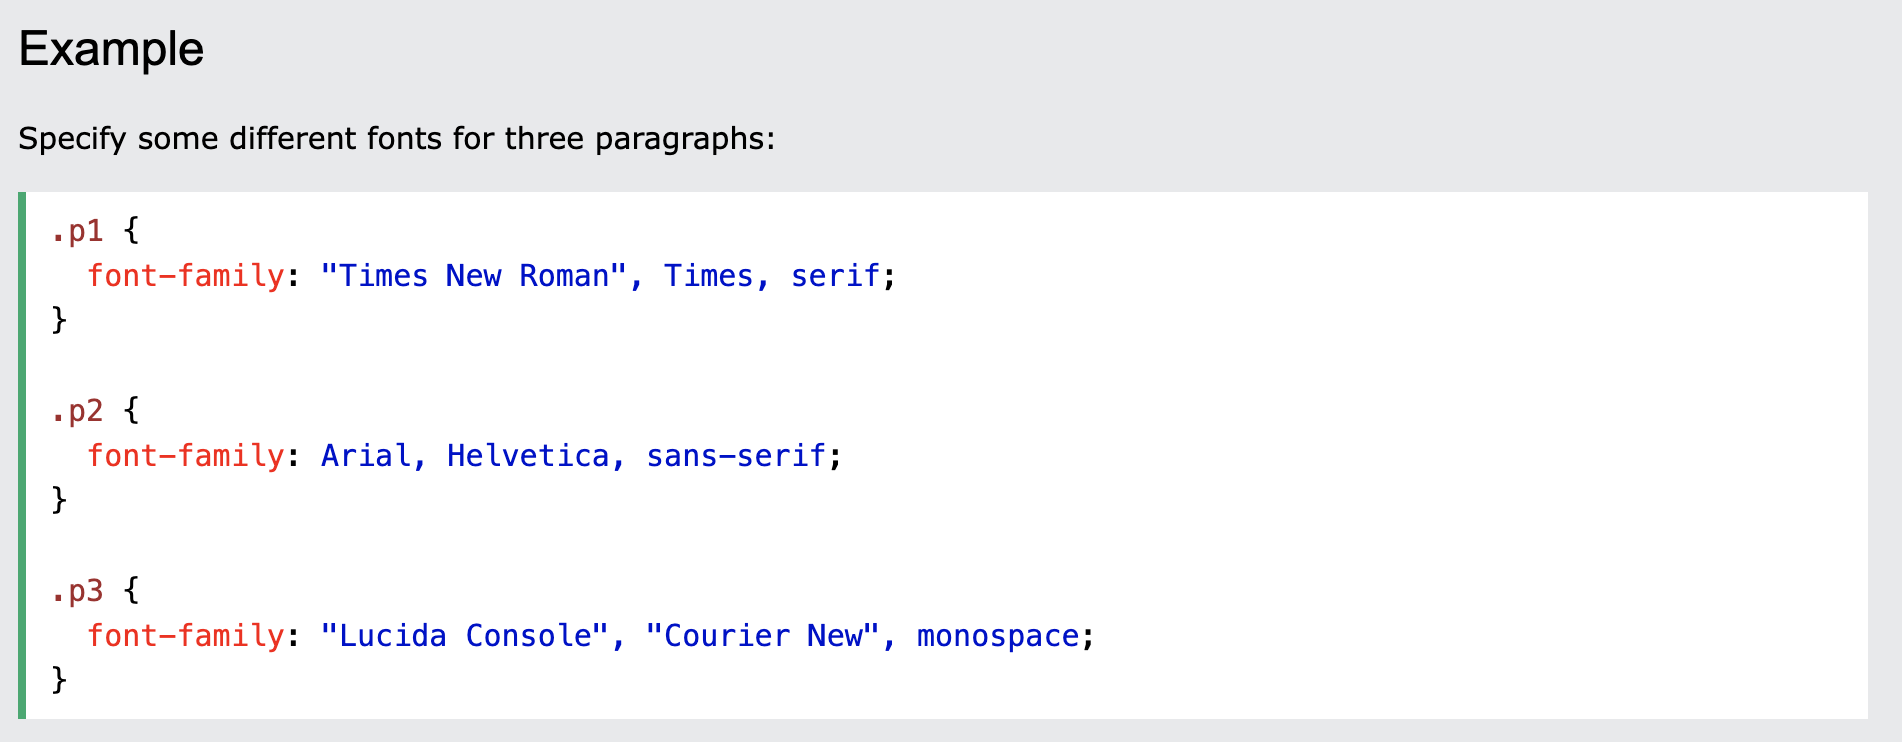 Example
Specify some different fonts for three paragraphs:
.p1 {
  font-family: "Times New Roman", Times, serif;
}
.p2 {
  font-family: Arial, Helvetica, sans-serif;
}
.p3 {
  font-family: "Lucida Console", "Courier New", monospace;
}